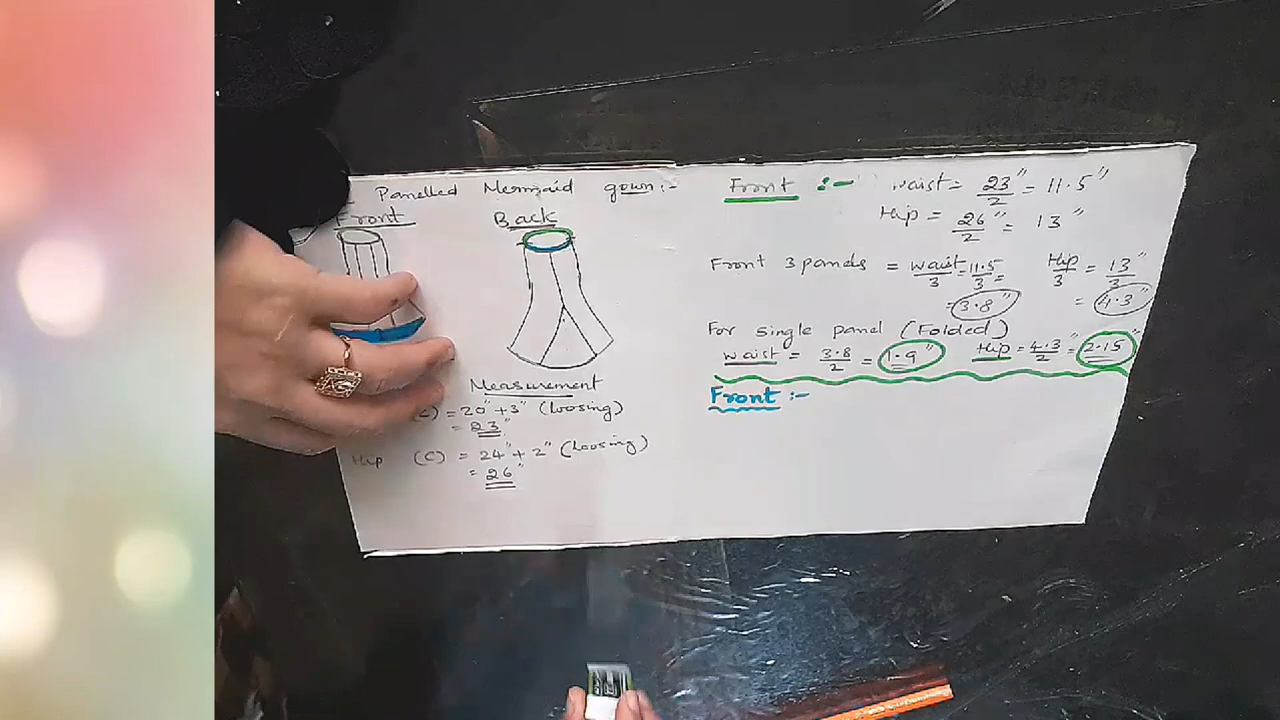 Panelled Mermaid gown:-
Front
Back
Measurement
(C) = 20" + 3" (loosing)
= 23"
Hip (C) = 24" + 2" (loosing)
= 26"
Front :-
waist = 23"/2 = 11.5"
Hip = 26"/2 = 13"
Front 3 panels = waist/3 = 11.5/3 = Hip/3 = 13"/3
= 3.8" = 4.3"
For single panel (Folded)
waist = 3.8/2 = 1.9" Hip = 4.3"/2 = 2.15"
Front :-